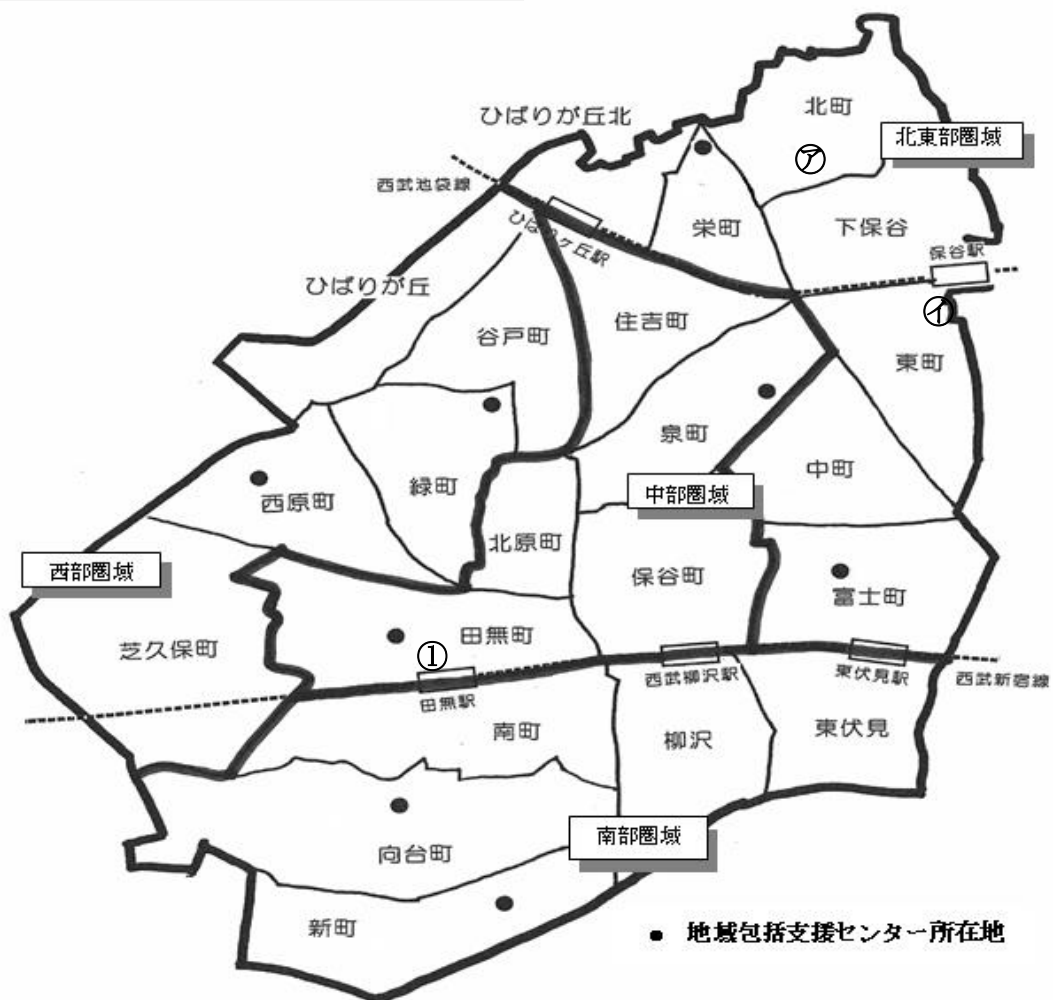 北町
ひばりが丘北
北東部圏域
㋐
西武池袋線
栄町
下保谷
ひばりヶ丘駅
保谷駅
ひばりが丘
㋑
住吉町
谷戸町
東町
泉町
中町
緑町
西原町
中部圏域
北原町
西部圏域
保谷町
富士町
田無町
芝久保町
①
西武柳沢駅
東伏見駅
西武新宿線
田無駅
南町
柳沢
東伏見
南部圏域
向台町
新町
● 地域包括支援センター所在地